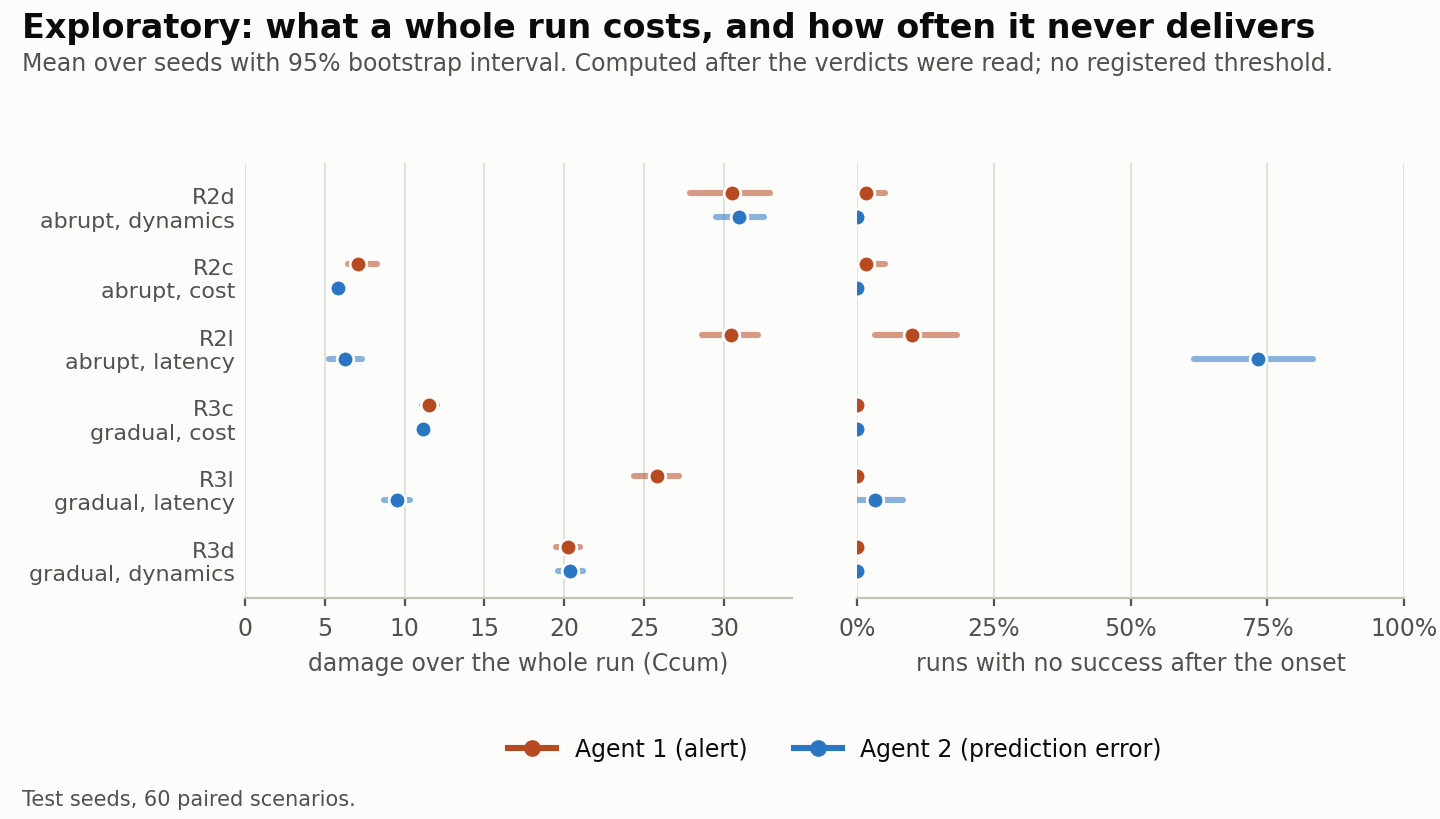 Exploratory: what a whole run costs, and how often it never delivers
Mean over seeds with 95% bootstrap interval. Computed after the verdicts were read; no registered threshold.
R2d
abrupt, dynamics
R2c
abrupt, cost
R2l
abrupt, latency
R3c
gradual, cost
R3l
gradual, latency
R3d
gradual, dynamics
0 5 10 15 20 25 30
damage over the whole run (Ccum)
0% 25% 50% 75% 100%
runs with no success after the onset
Agent 1 (alert) Agent 2 (prediction error)
Test seeds, 60 paired scenarios.